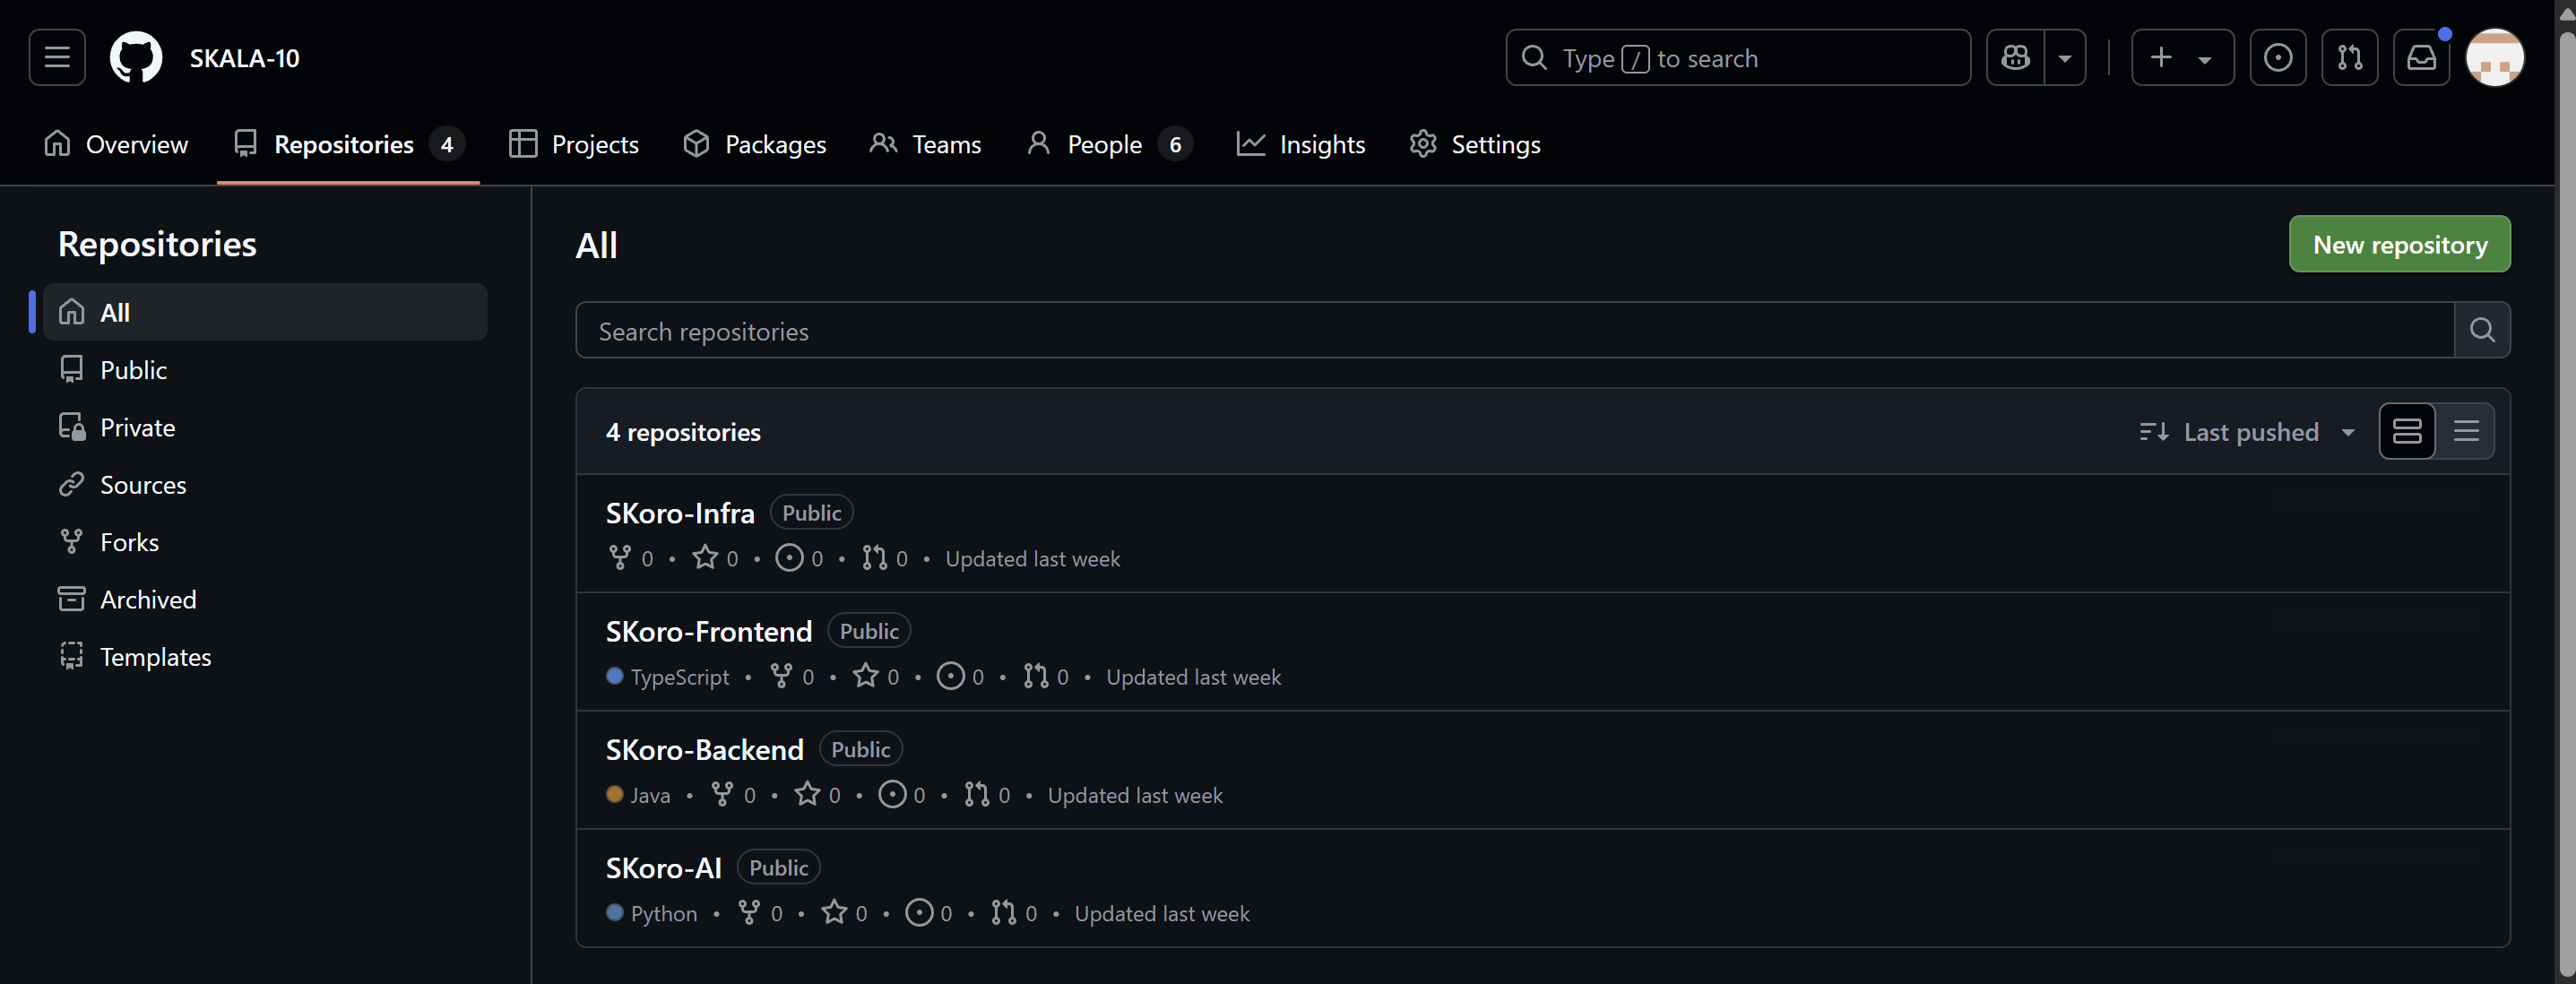 SKALA-10
Type / to search
Overview
Repositories 4
Projects
Packages
Teams
People 6
Insights
Settings
Repositories
All
Public
Private
Sources
Forks
Archived
Templates
All
New repository
Search repositories
4 repositories
Last pushed
SKoro-Infra Public
0 • 0 • 0 • 0 • Updated last week
SKoro-Frontend Public
TypeScript • 0 • 0 • 0 • 0 • Updated last week
SKoro-Backend Public
Java • 0 • 0 • 0 • 0 • Updated last week
SKoro-AI Public
Python • 0 • 0 • 0 • 0 • Updated last week